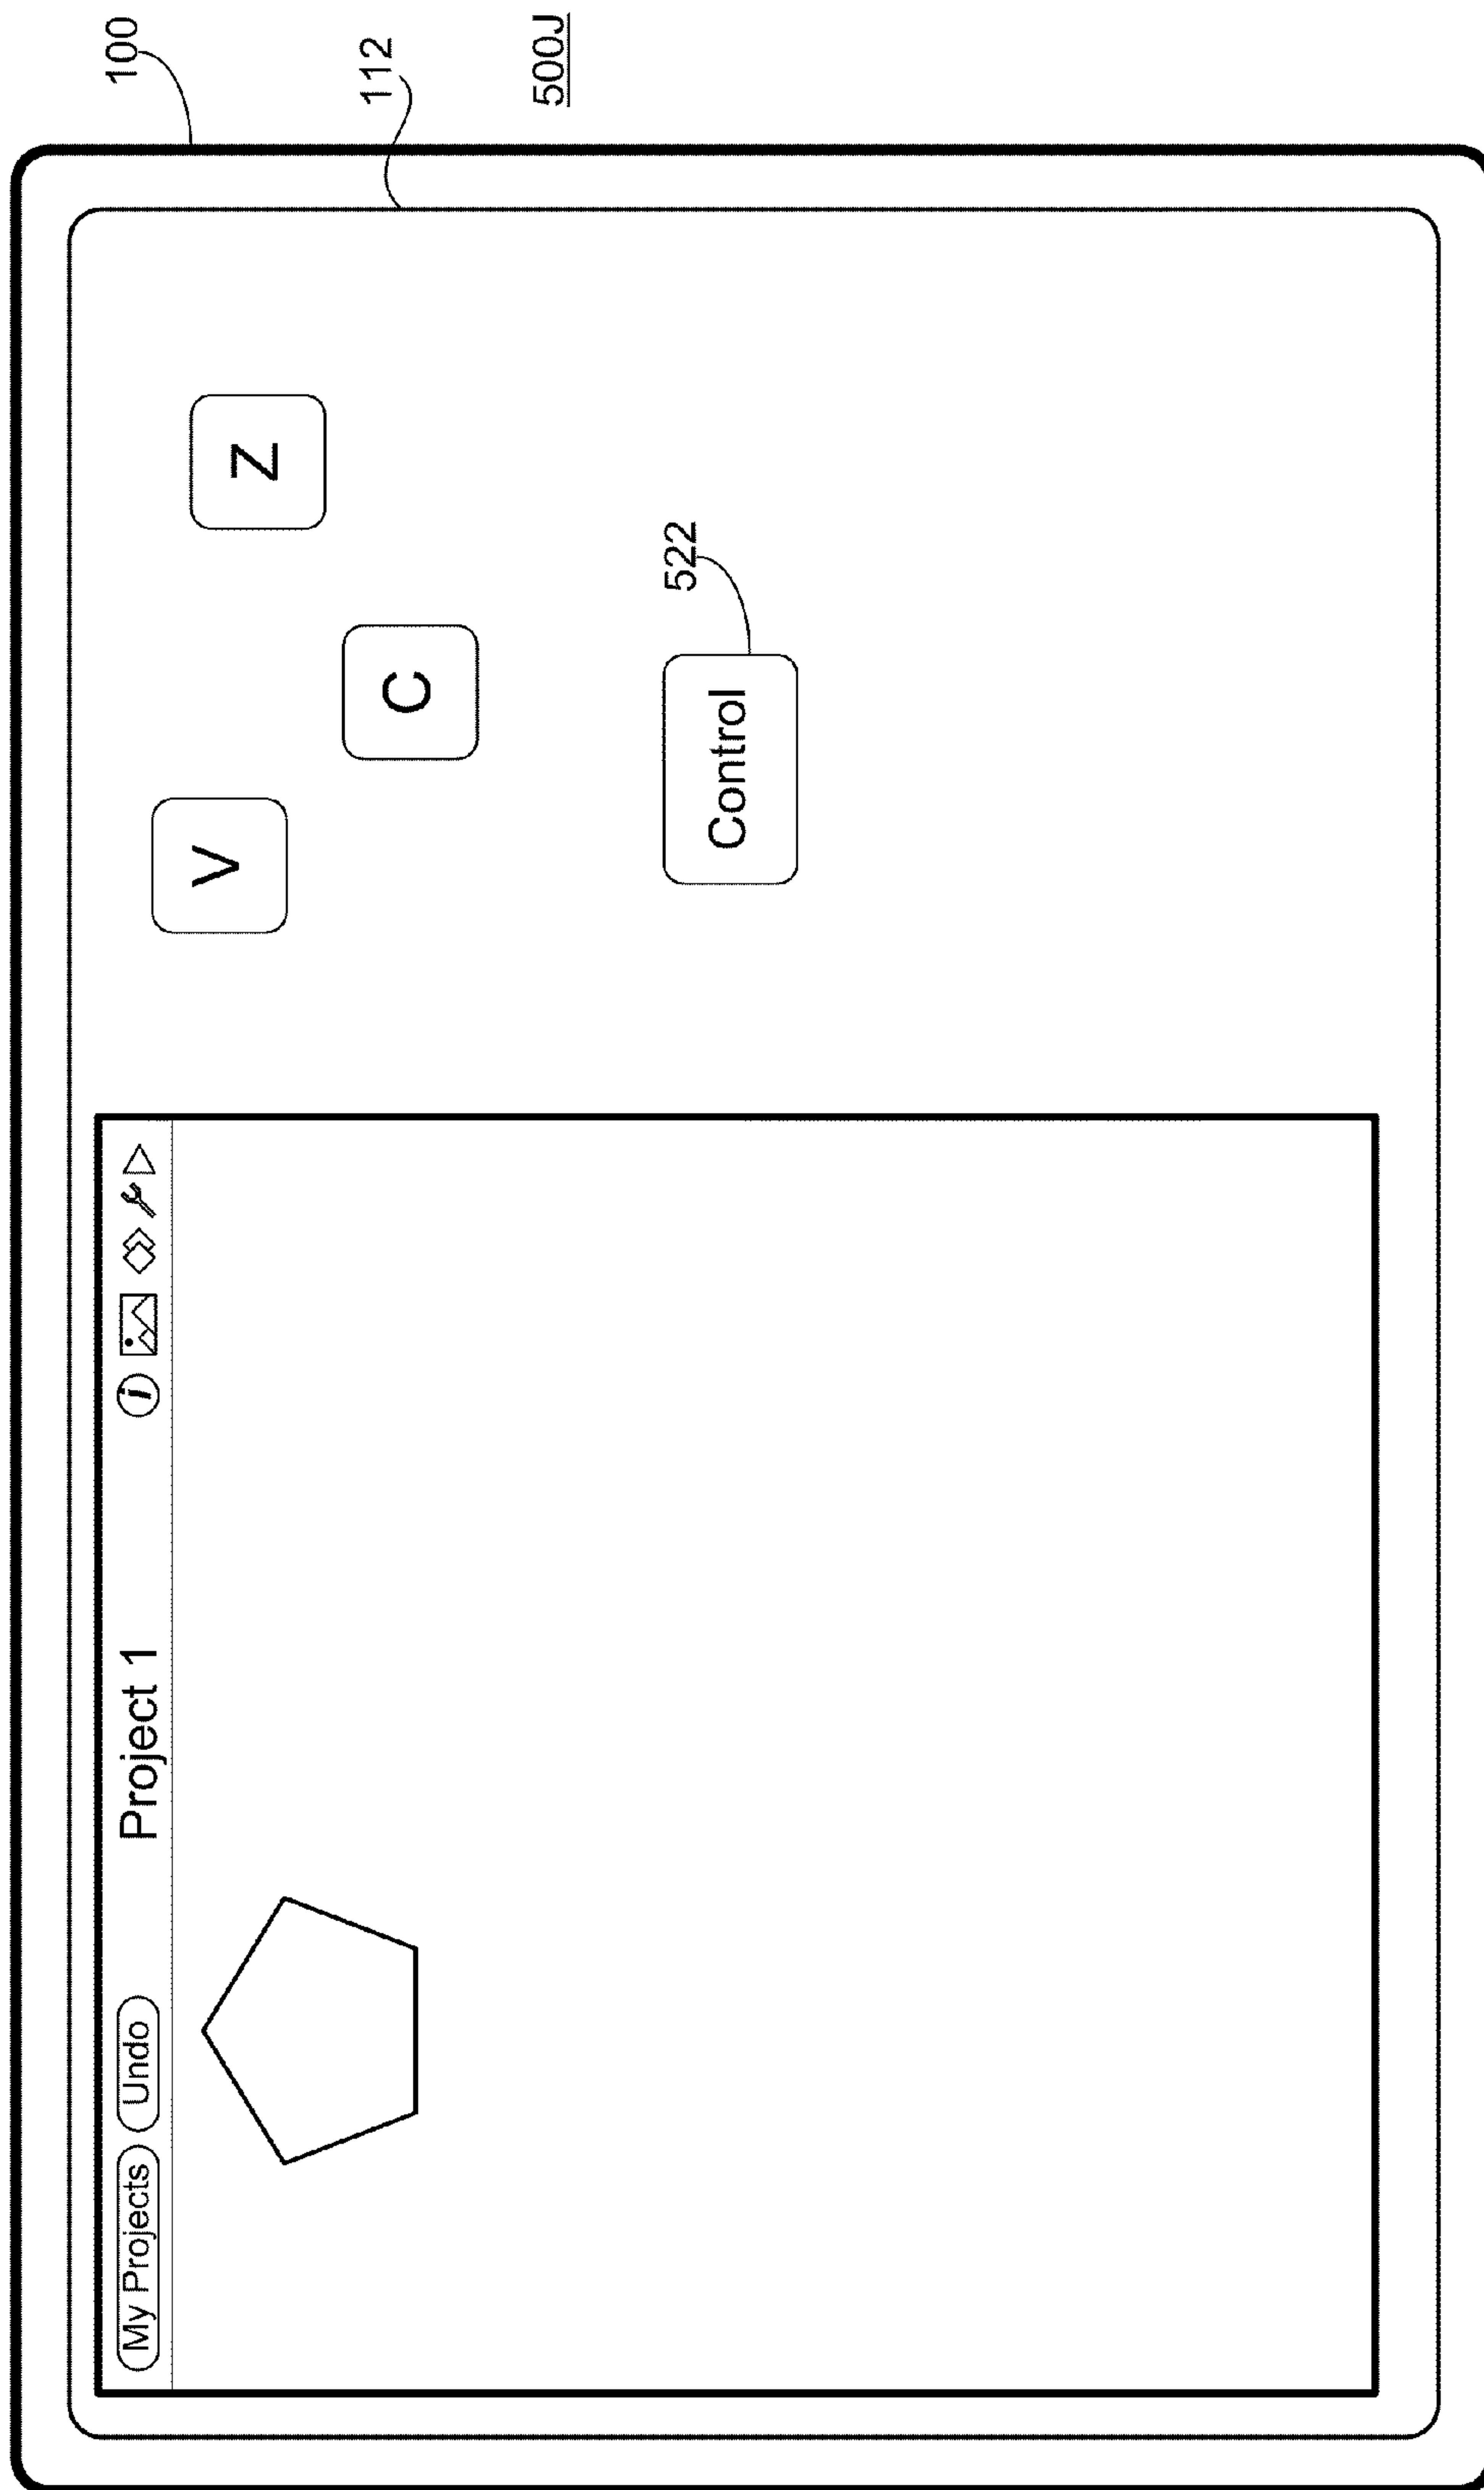 100
112
500J
My Projects Undo Project 1 i
V
C
Z
522
Control